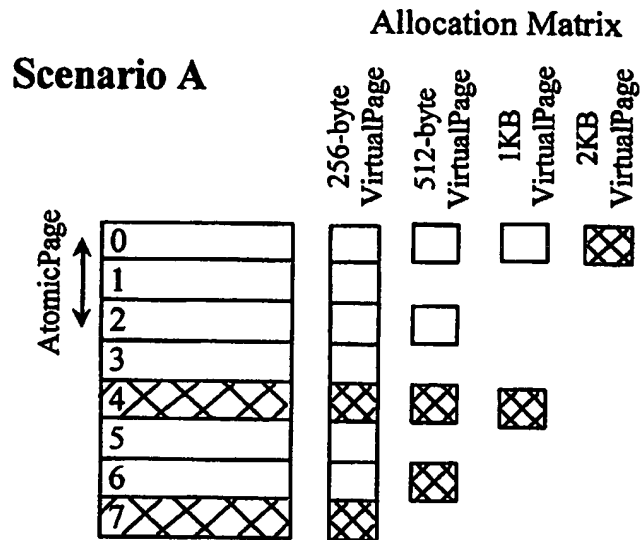 Allocation Matrix
Scenario A
256-byte
VirtualPage
512-byte
VirtualPage
1KB
VirtualPage
2KB
VirtualPage
AtomicPage
0
1
2
3
4
5
6
7